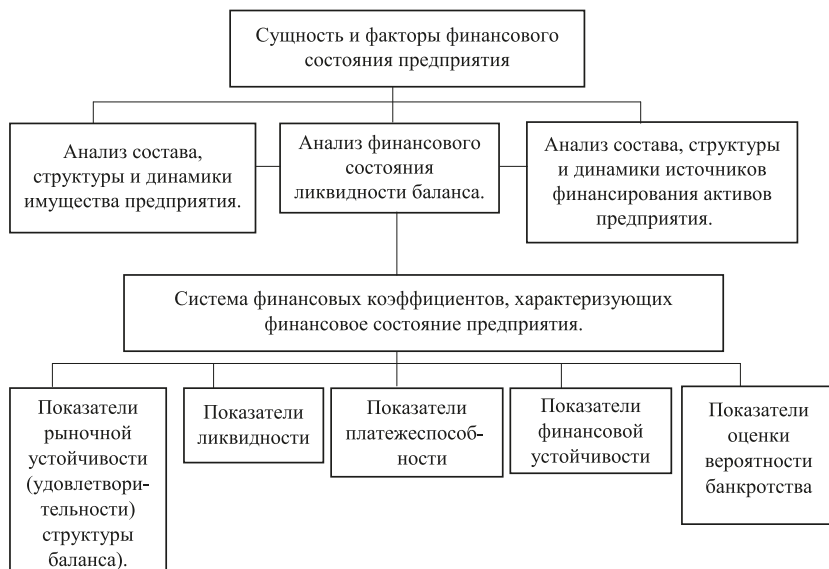 Сущность и факторы финансового
состояния предприятия
Анализ состава,
структуры и динамики
имущества предприятия.
Анализ финансового
состояния
ликвидности баланса.
Анализ состава, структуры
и динамики источников
финансирования активов
предприятия.
Система финансовых коэффициентов, характеризующих
финансовое состояние предприятия.
Показатели
рыночной
устойчивости
(удовлетвори-
тельности)
структуры
баланса).
Показатели
ликвидности
Показатели
платежеспособ-
ности
Показатели
финансовой
устойчивости
Показатели
оценки
вероятности
банкротства